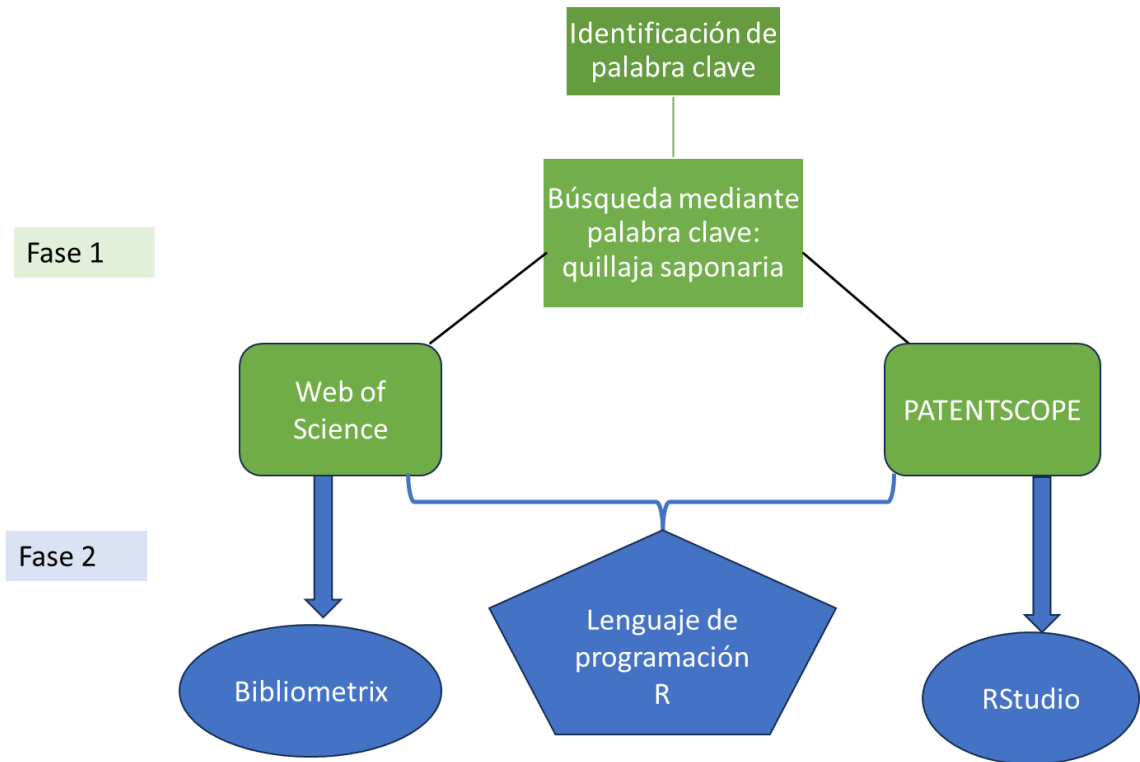 Identificación de
palabra clave
Búsqueda mediante
palabra clave:
quillaja saponaria
Fase 1
Web of
Science
PATENTSCOPE
Fase 2
Lenguaje de
programación
R
Bibliometrix
RStudio